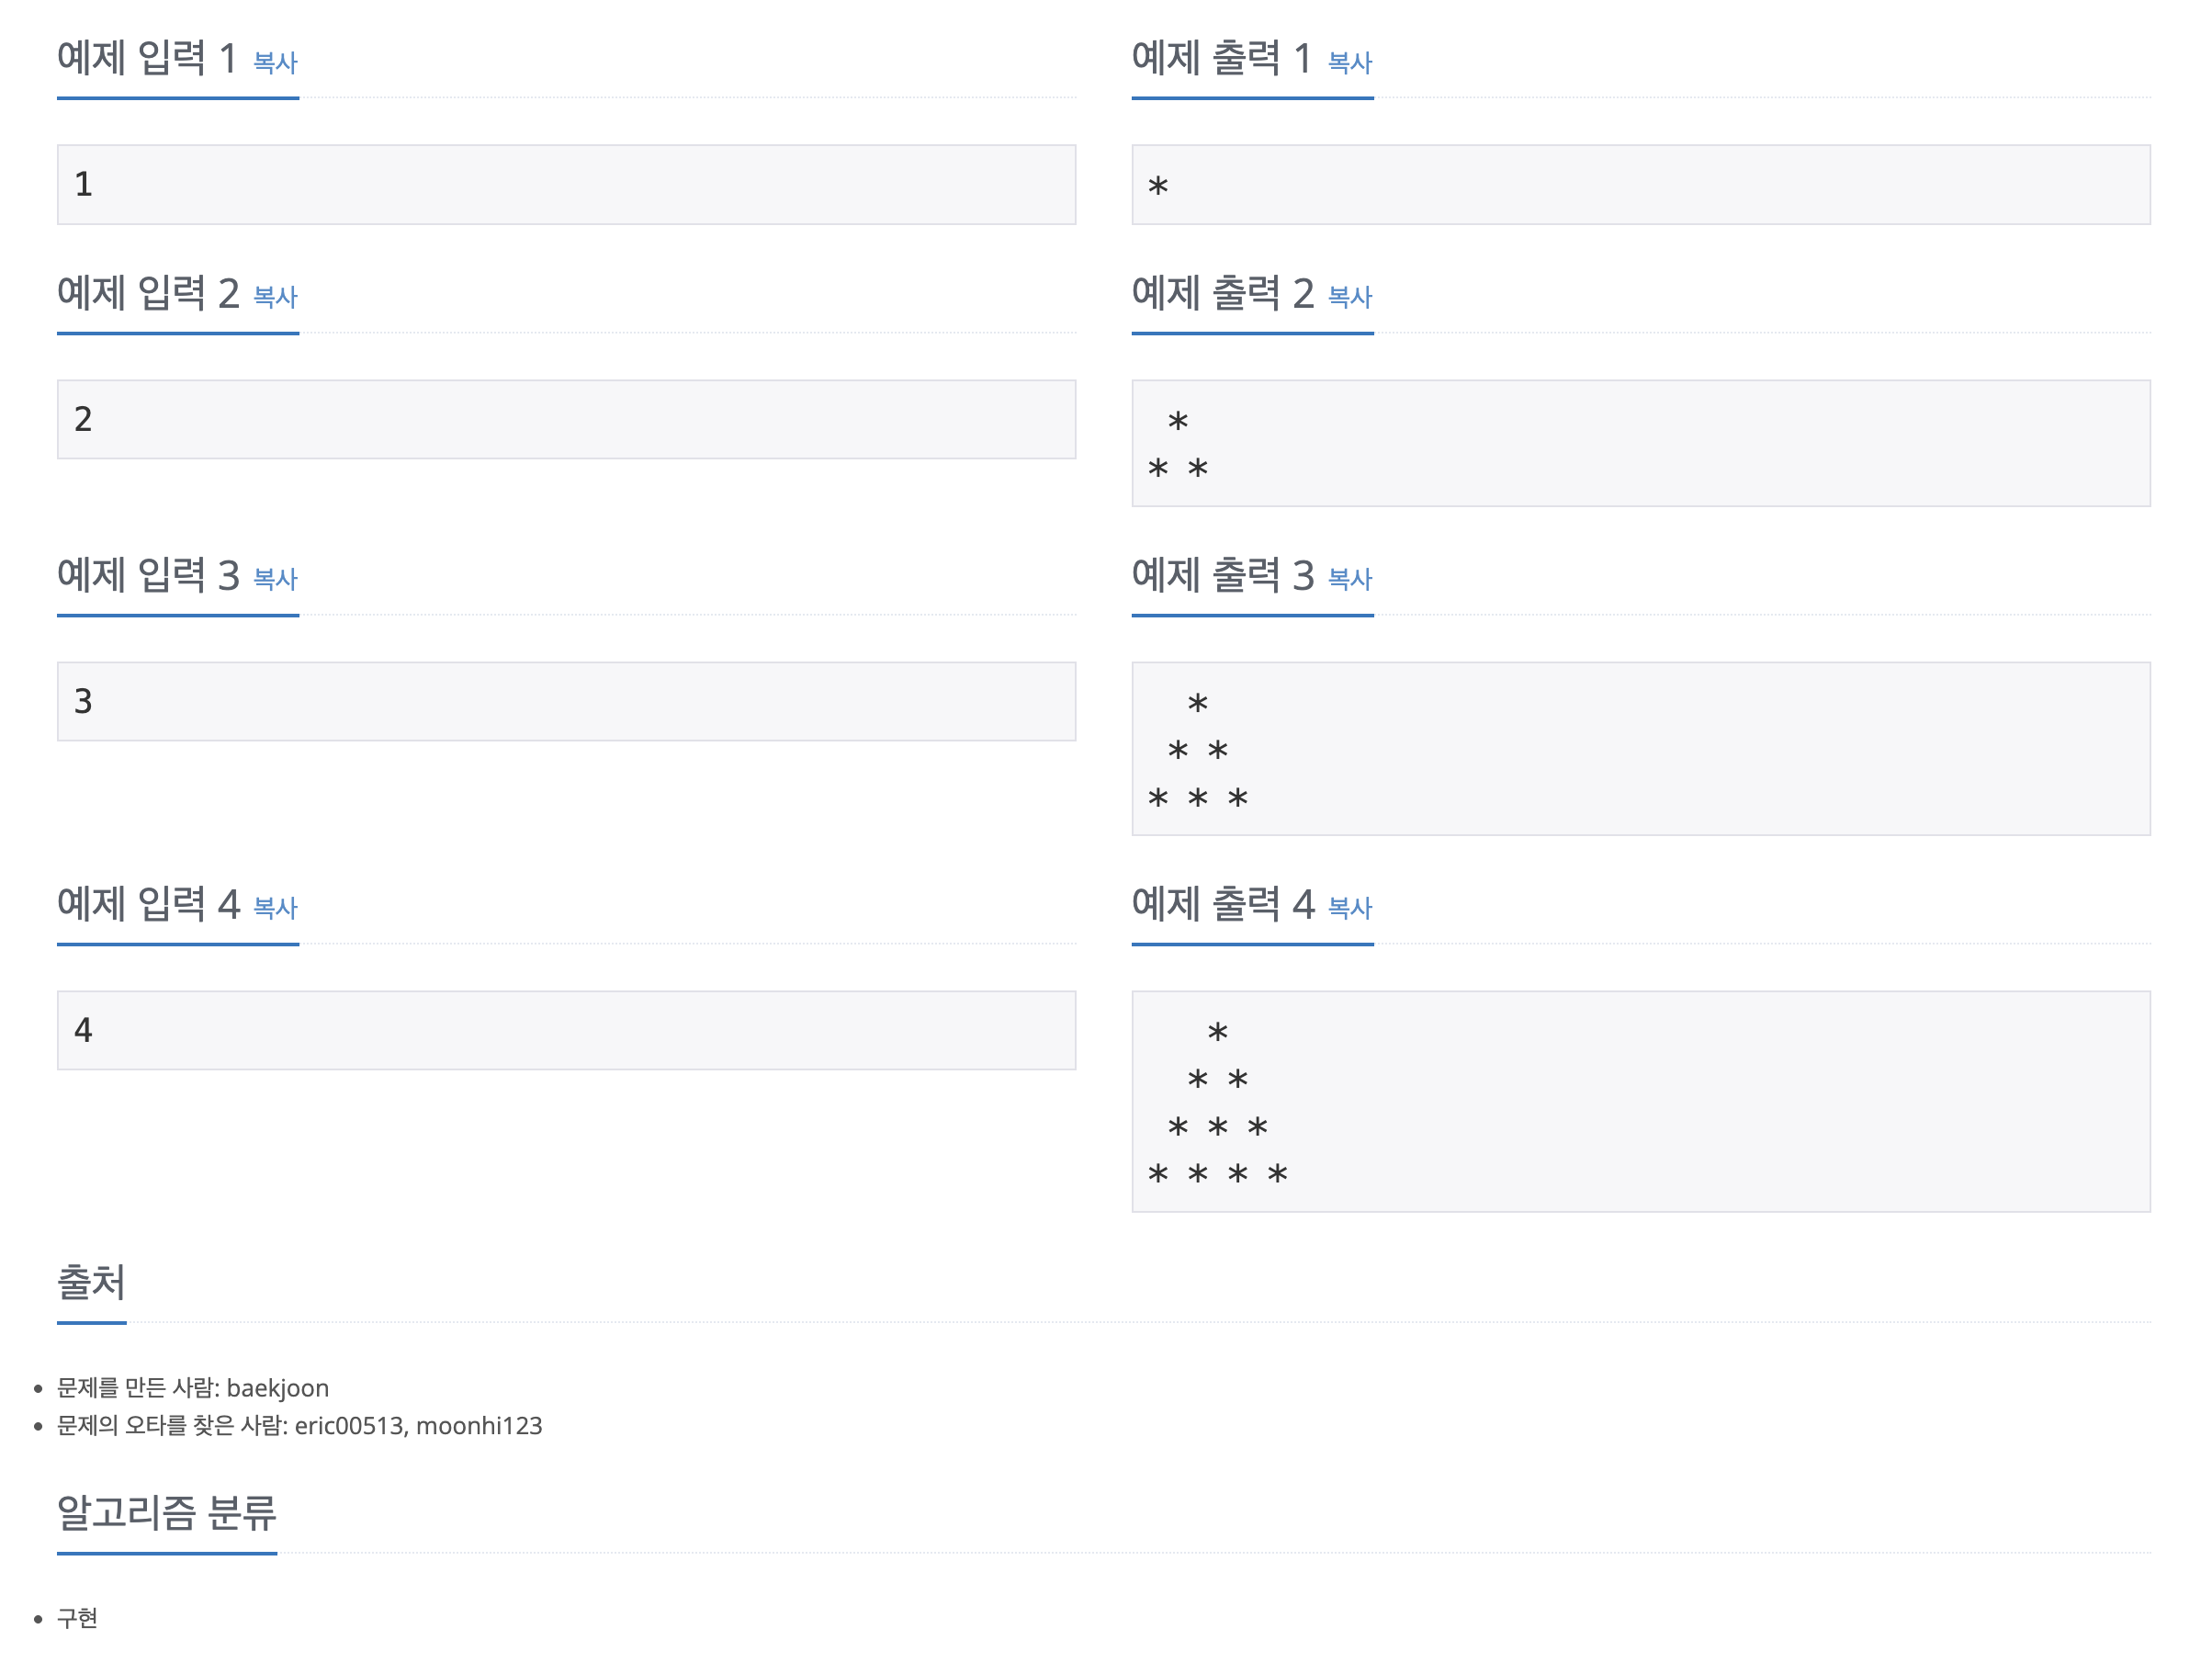 예제 입력 1 복사
예제 출력 1 복사
1
*
예제 입력 2 복사
예제 출력 2 복사
2
 *
* *
예제 입력 3 복사
예제 출력 3 복사
3
  *
 * *
* * *
예제 입력 4 복사
예제 출력 4 복사
4
   *
  * *
 * * *
* * * *
출처
• 문제를 만든 사람: baekjoon
• 문제의 오타를 찾은 사람: eric00513, moonhi123
알고리즘 분류
• 구현